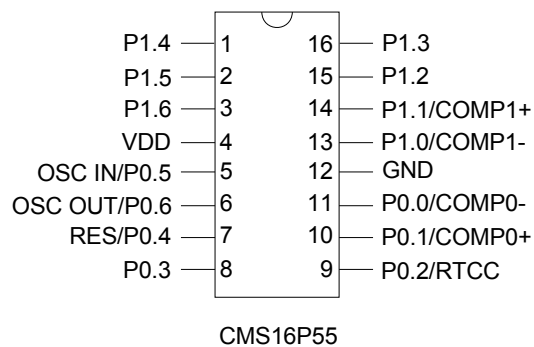 P1.4 1 16 P1.3
P1.5 2 15 P1.2
P1.6 3 14 P1.1/COMP1+
VDD 4 13 P1.0/COMP1-
OSC IN/P0.5 5 12 GND
OSC OUT/P0.6 6 11 P0.0/COMP0-
RES/P0.4 7 10 P0.1/COMP0+
P0.3 8 9 P0.2/RTCC
CMS16P55